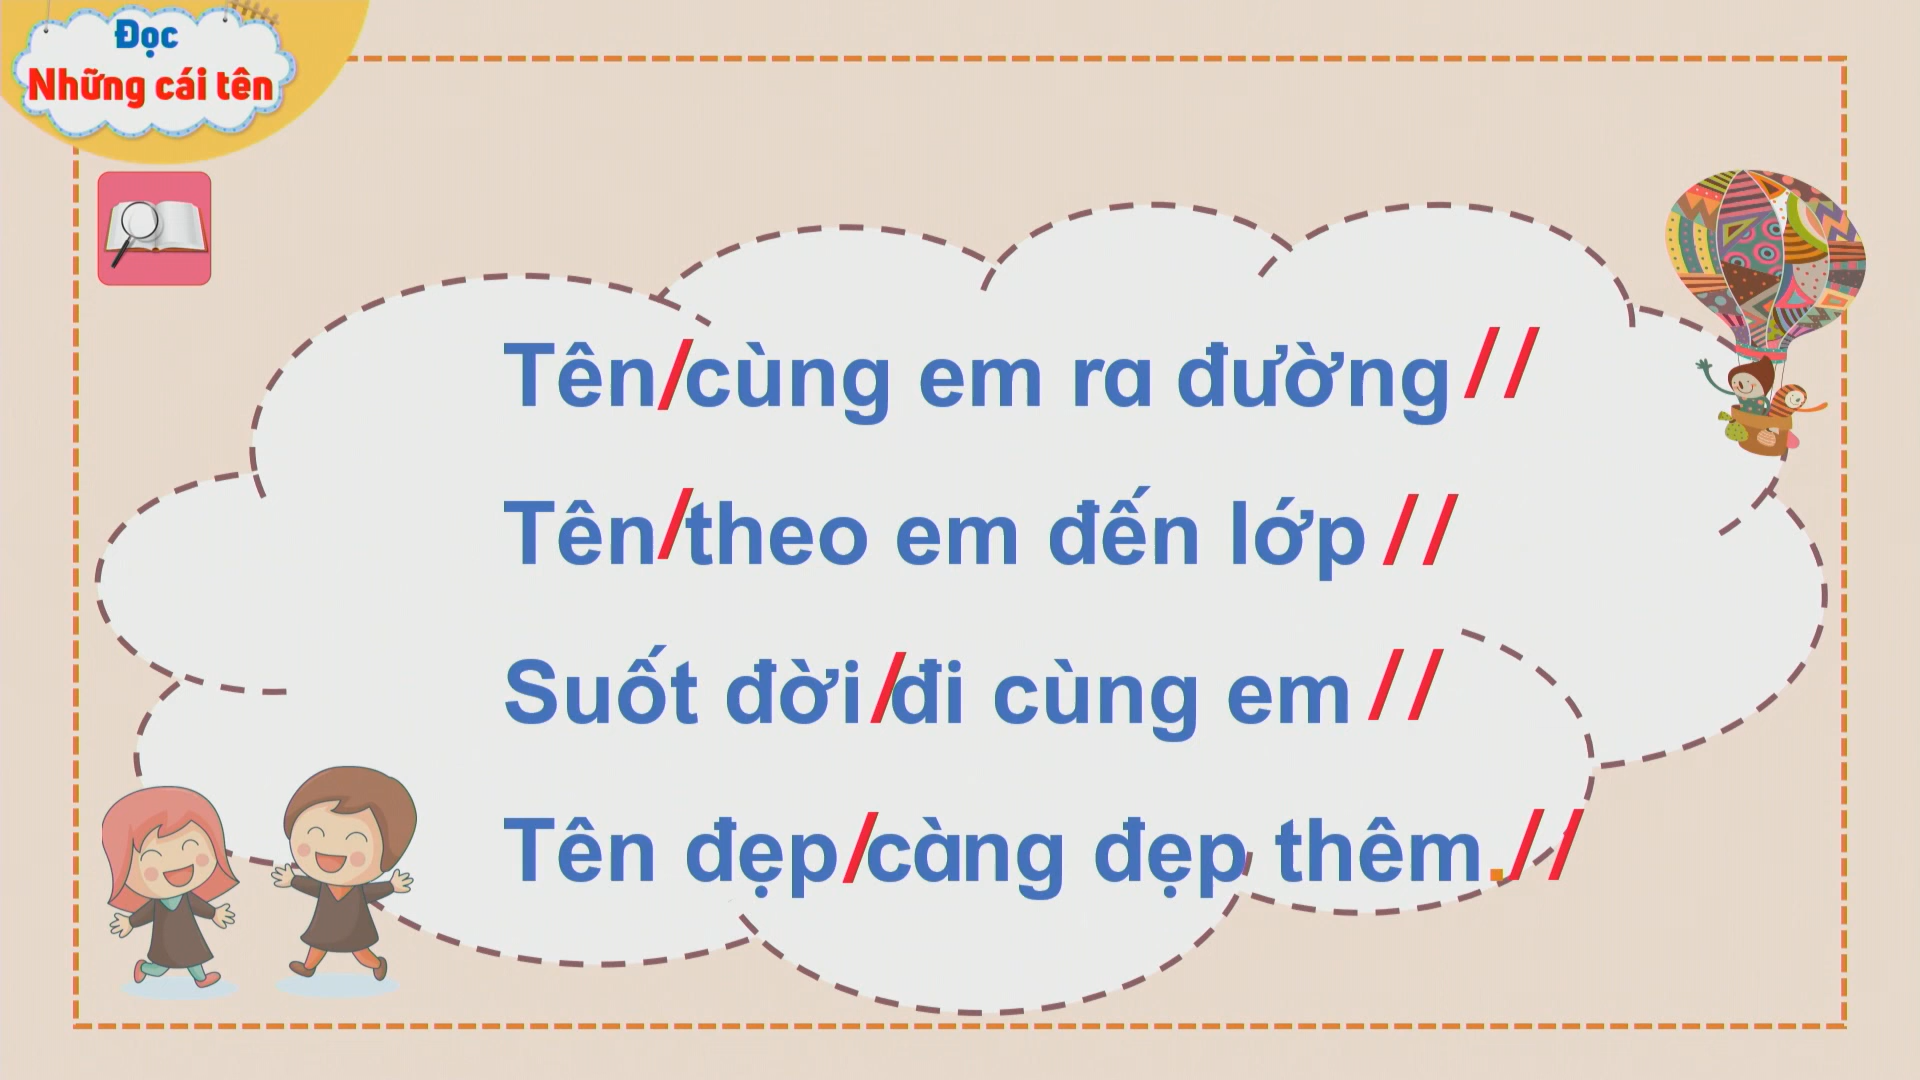 Đọc
Những cái tên
Tên/cùng em ra đường//
Tên/theo em đến lớp//
Suốt đời/đi cùng em//
Tên đẹp/càng đẹp thêm.//